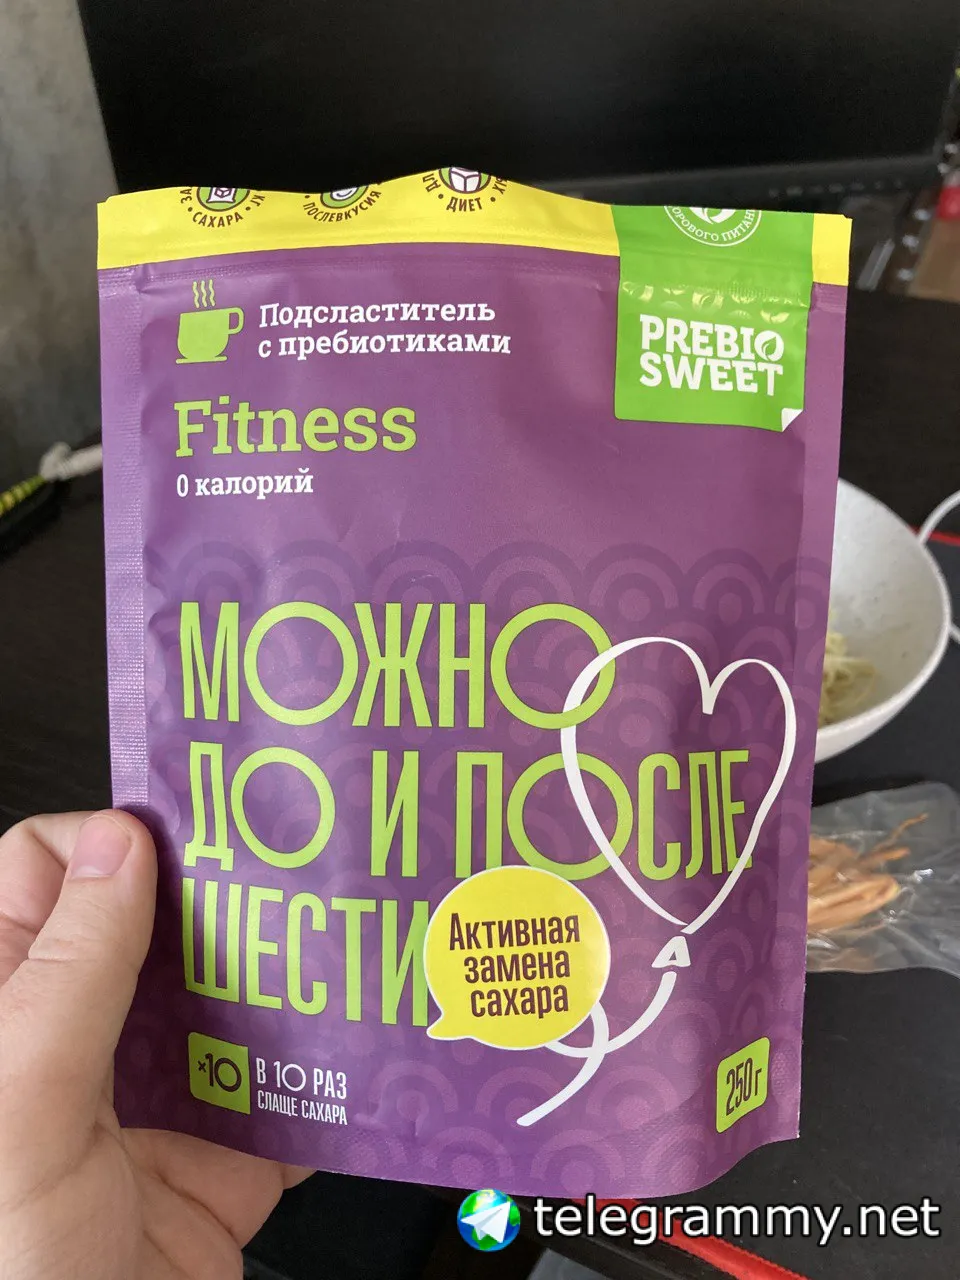 САХАРА
ПОСЛЕВКУСИЯ
ДИЕТ
Подсластитель
с пребиотиками
PREBIO
SWEET
Fitness
0 калорий
МОЖНО
ДО И ПОСЛЕ
ШЕСТИ
Активная
замена
сахара
×10
В 10 РАЗ
СЛАЩЕ САХАРА
250 г
telegrammy.net